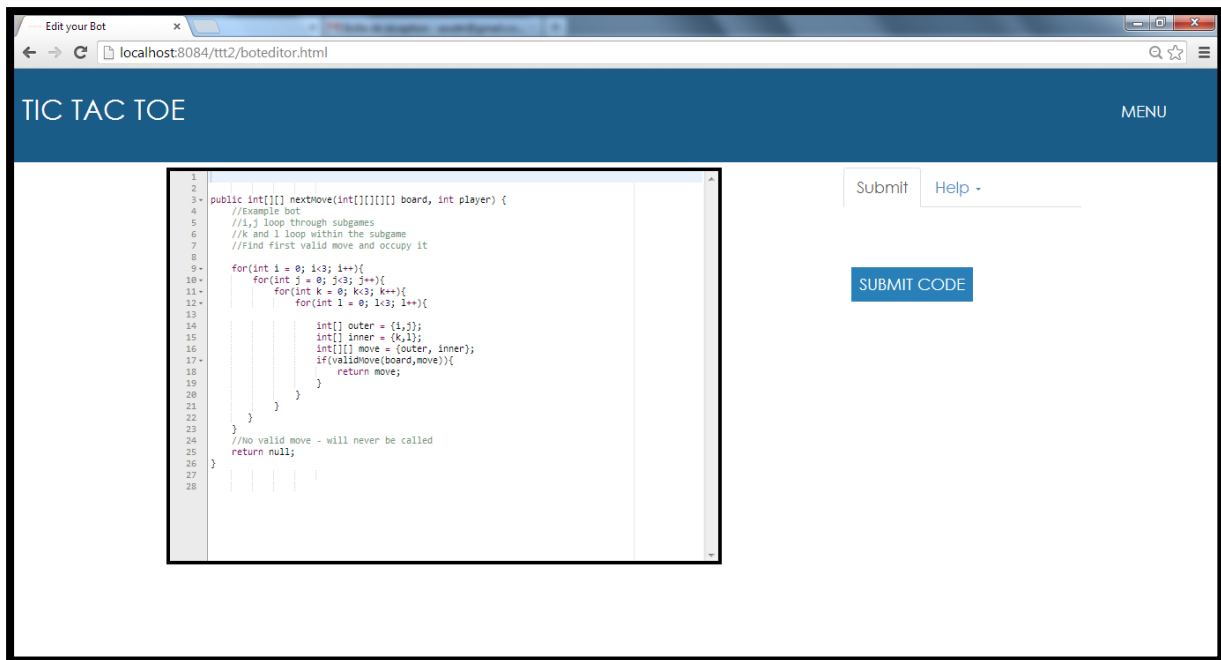 Edit your Bot
localhost:8084/ttt2/boteditor.html
TIC TAC TOE
MENU
1
2
3 public int[][] nextMove(int[][][][] board, int player) {
4 //Example bot
5 //i,j loop through subgames
6 //k and l loop within the subgame
7 //Find first valid move and occupy it
8
9 for(int i = 0; i<3; i++){
10 for(int j = 0; j<3; j++){
11 for(int k = 0; k<3; k++){
12 for(int l = 0; l<3; l++){
13
14 int[] outer = {i,j};
15 int[] inner = {k,l};
16 int[][] move = {outer, inner};
17 if(validMove(board,move)){
18 return move;
19 }
20 }
21 }
22 }
23 }
24 //No valid move - will never be called
25 return null;
26 }
27
28
Submit Help
SUBMIT CODE